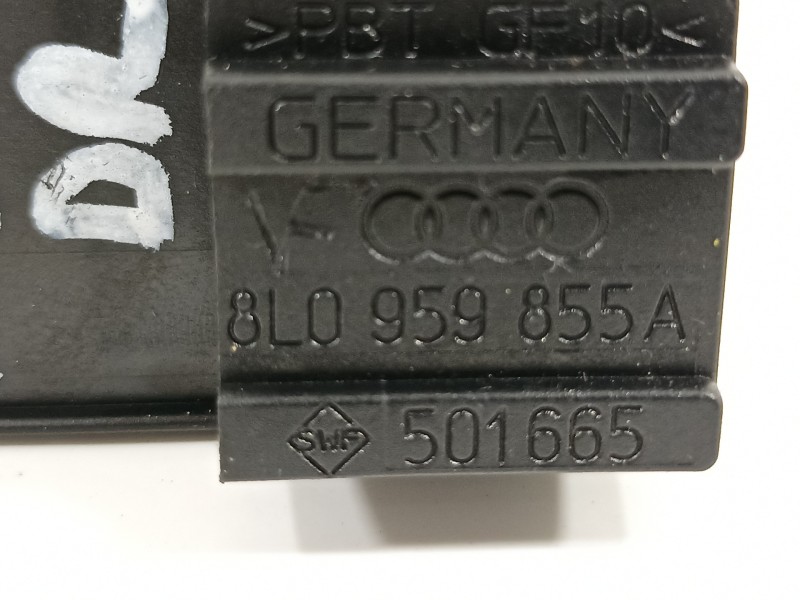 >PBT GF10<
GERMANY
8L0 959 855A
SWF 501665